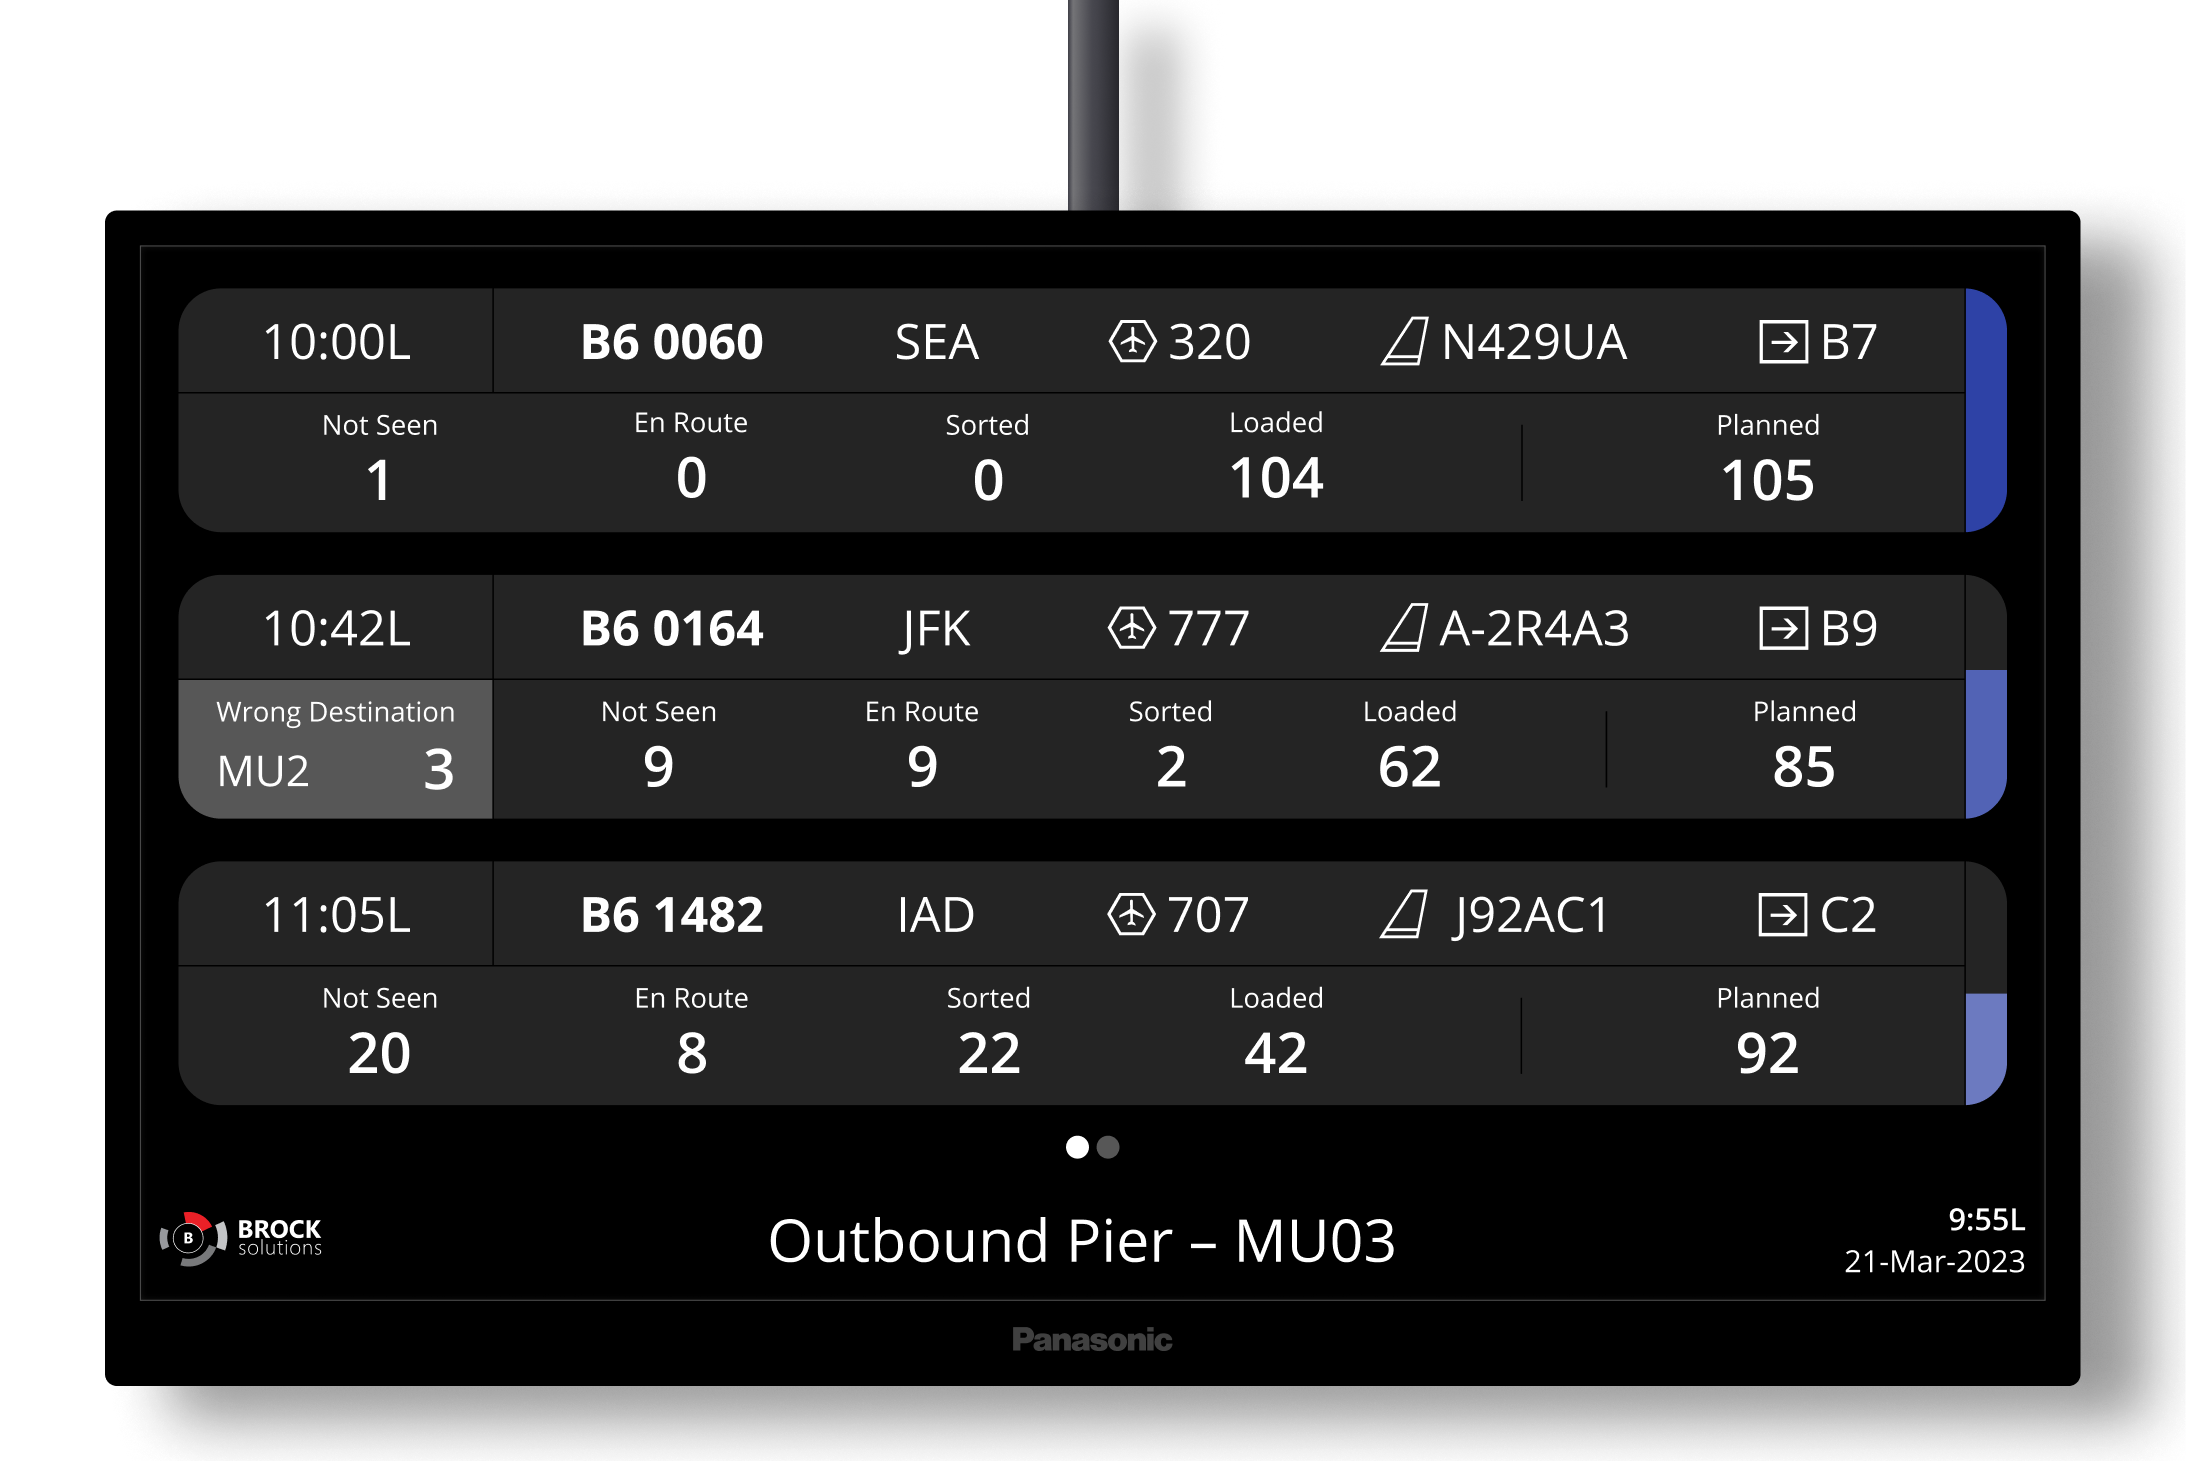 10:00L B6 0060 SEA 320 N429UA B7
Not Seen En Route Sorted Loaded Planned
1 0 0 104 105
10:42L B6 0164 JFK 777 A-2R4A3 B9
Wrong Destination Not Seen En Route Sorted Loaded Planned
MU2 3 9 9 2 62 85
11:05L B6 1482 IAD 707 J92AC1 C2
Not Seen En Route Sorted Loaded Planned
20 8 22 42 92
B BROCK
solutions
Outbound Pier – MU03
9:55L
21-Mar-2023
Panasonic